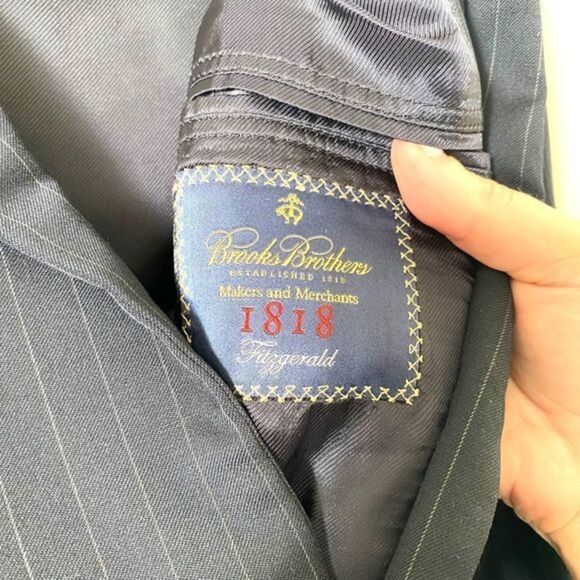 Brooks Brothers
ESTABLISHED 1818
Makers and Merchants
1818
Fitzgerald